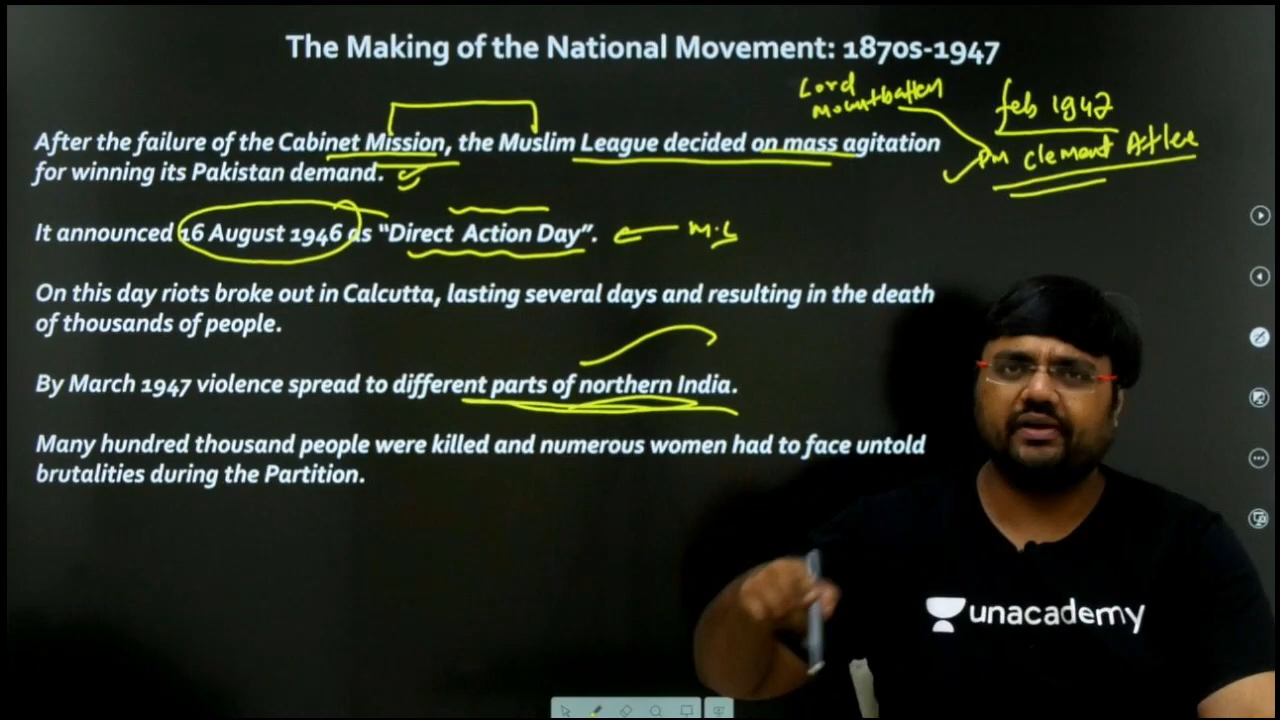 The Making of the National Movement: 1870s-1947
Lord
Mountbatten
feb 1947
PM Clement Attlee
After the failure of the Cabinet Mission, the Muslim League decided on mass agitation
for winning its Pakistan demand.
It announced 16 August 1946 as “Direct Action Day”.
M.L
On this day riots broke out in Calcutta, lasting several days and resulting in the death
of thousands of people.
By March 1947 violence spread to different parts of northern India.
Many hundred thousand people were killed and numerous women had to face untold
brutalities during the Partition.
unacademy